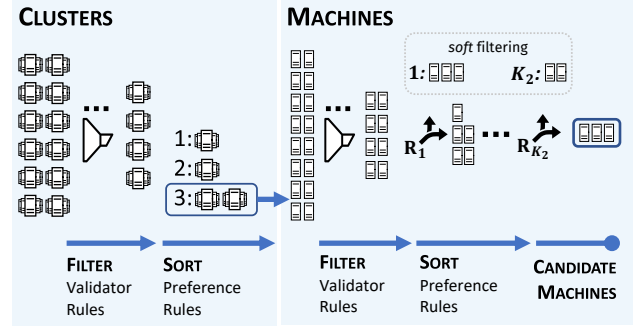 CLUSTERS
...
1:
2:
3:
FILTER
Validator
Rules
SORT
Preference
Rules
MACHINES
soft filtering
1:
K₂:
...
R₁
...
R_K₂
FILTER
Validator
Rules
SORT
Preference
Rules
CANDIDATE
MACHINES